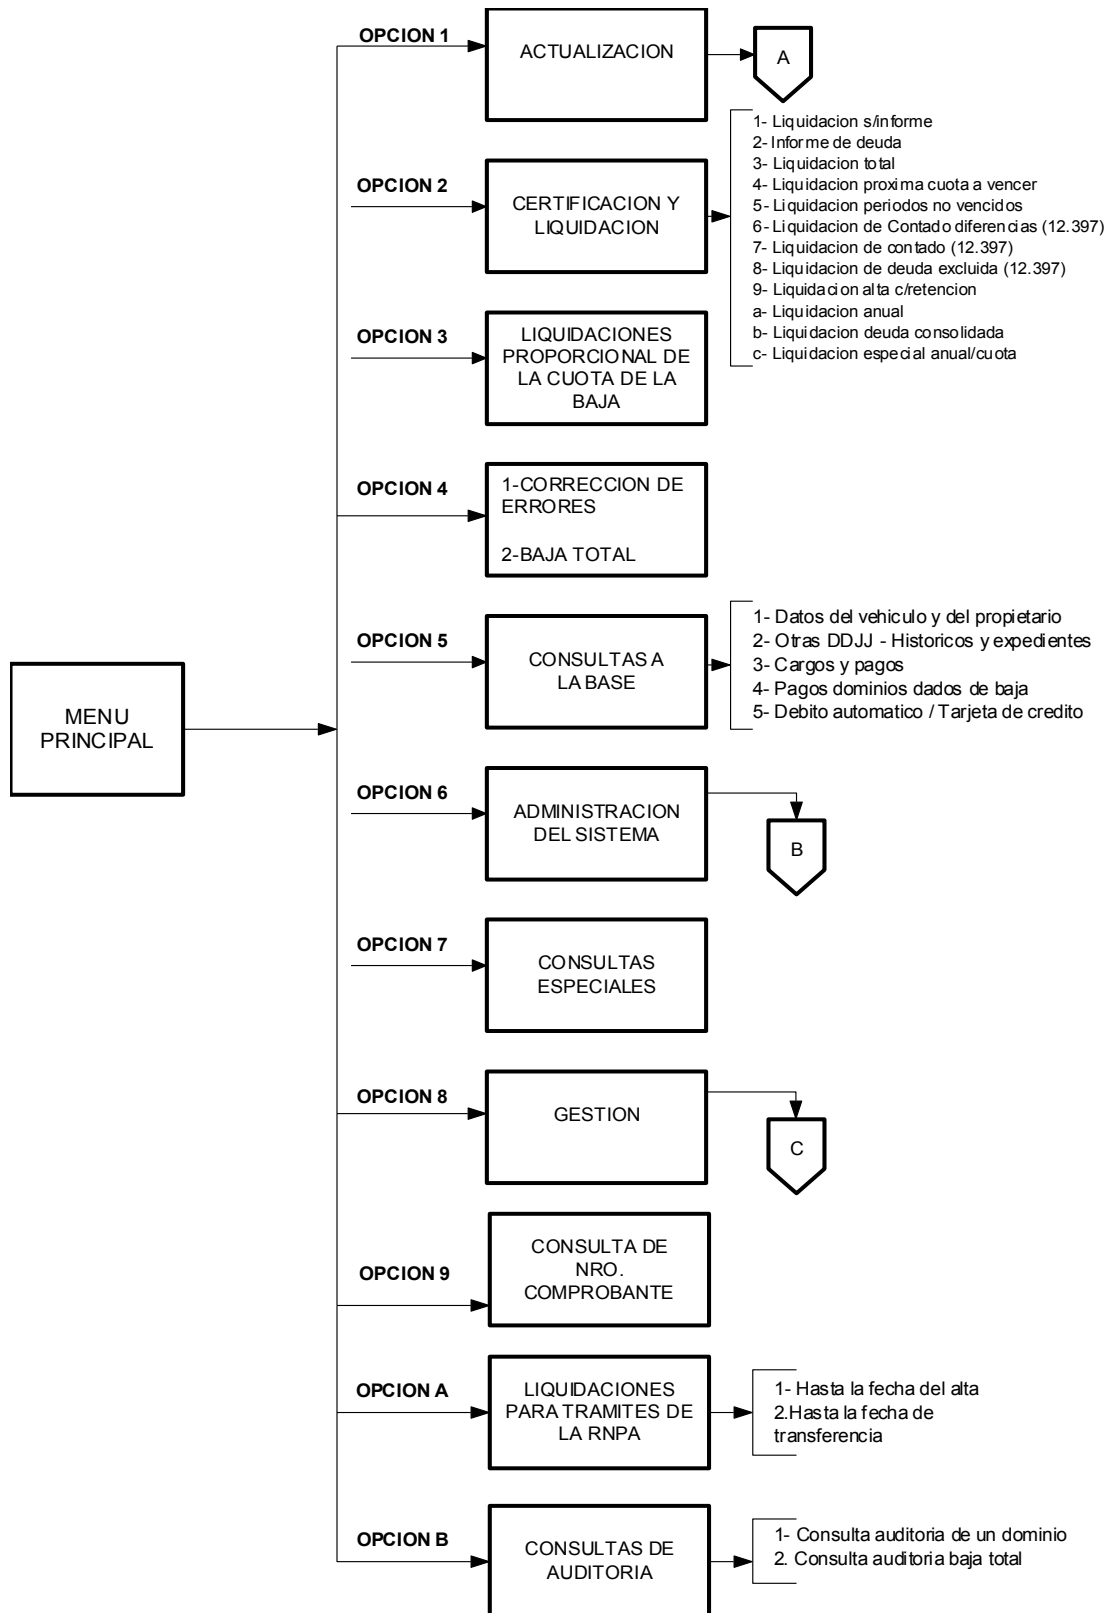 OPCION 1
ACTUALIZACION
A
1- Liquidacion s/informe
2- Informe de deuda
3- Liquidacion total
4- Liquidacion proxima cuota a vencer
5- Liquidacion periodos no vencidos
6- Liquidacion de Contado diferencias (12.397)
7- Liquidacion de contado (12.397)
8- Liquidacion de deuda excluida (12.397)
9- Liquidacion alta c/retencion
a- Liquidacion anual
b- Liquidacion deuda consolidada
c- Liquidacion especial anual/cuota
OPCION 2
CERTIFICACION Y
LIQUIDACION
OPCION 3
LIQUIDACIONES
PROPORCIONAL DE
LA CUOTA DE LA
BAJA
OPCION 4
1-CORRECCION DE
ERRORES
2-BAJA TOTAL
OPCION 5
CONSULTAS A
LA BASE
1- Datos del vehiculo y del propietario
2- Otras DDJJ - Historicos y expedientes
3- Cargos y pagos
4- Pagos dominios dados de baja
5- Debito automatico / Tarjeta de credito
MENU
PRINCIPAL
OPCION 6
ADMINISTRACION
DEL SISTEMA
B
OPCION 7
CONSULTAS
ESPECIALES
OPCION 8
GESTION
C
OPCION 9
CONSULTA DE
NRO.
COMPROBANTE
OPCION A
LIQUIDACIONES
PARA TRAMITES DE
LA RNPA
1- Hasta la fecha del alta
2.Hasta la fecha de
transferencia
OPCION B
CONSULTAS DE
AUDITORIA
1- Consulta auditoria de un dominio
2. Consulta auditoria baja total